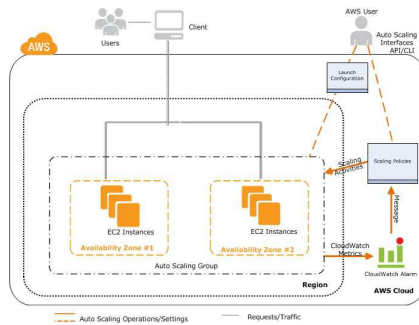 AWS User
Users
Client
Auto Scaling
Interfaces
API/CLI
AWS
Launch
Configuration
Scaling
Activities
Scaling Policies
EC2 Instances
EC2 Instances
Availability Zone #1
Availability Zone #2
Message
Auto Scaling Group
CloudWatch
Metrics
CloudWatch Alarm
Region
AWS Cloud
Auto Scaling Operations/Settings
Requests/Traffic